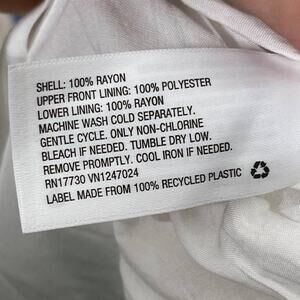 SHELL: 100% RAYON
UPPER FRONT LINING: 100% POLYESTER
LOWER LINING: 100% RAYON
MACHINE WASH COLD SEPARATELY.
GENTLE CYCLE. ONLY NON-CHLORINE
BLEACH IF NEEDED. TUMBLE DRY LOW.
REMOVE PROMPTLY. COOL IRON IF NEEDED.
RN17730 VN1247024
LABEL MADE FROM 100% RECYCLED PLASTIC